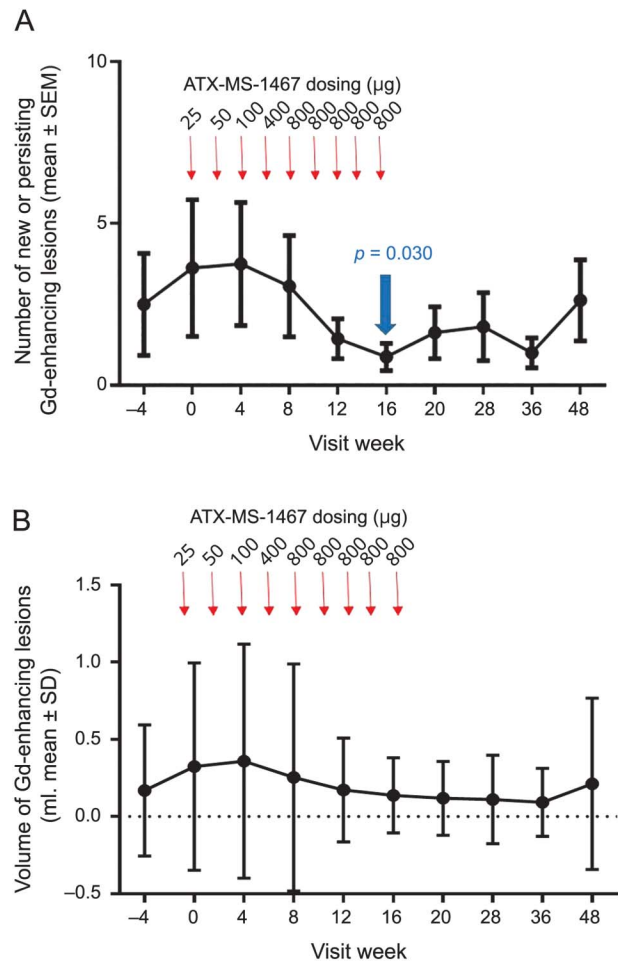 A
ATX-MS-1467 dosing (μg)
25 50 100 400 800 800 800 800 800
Number of new or persisting
Gd-enhancing lesions (mean ± SEM)
10
5
0
p = 0.030
–4 0 4 8 12 16 20 28 36 48
Visit week
B
ATX-MS-1467 dosing (μg)
25 50 100 400 800 800 800 800 800
Volume of Gd-enhancing lesions
(ml. mean ± SD)
1.5
1.0
0.5
0.0
–0.5
–4 0 4 8 12 16 20 28 36 48
Visit week